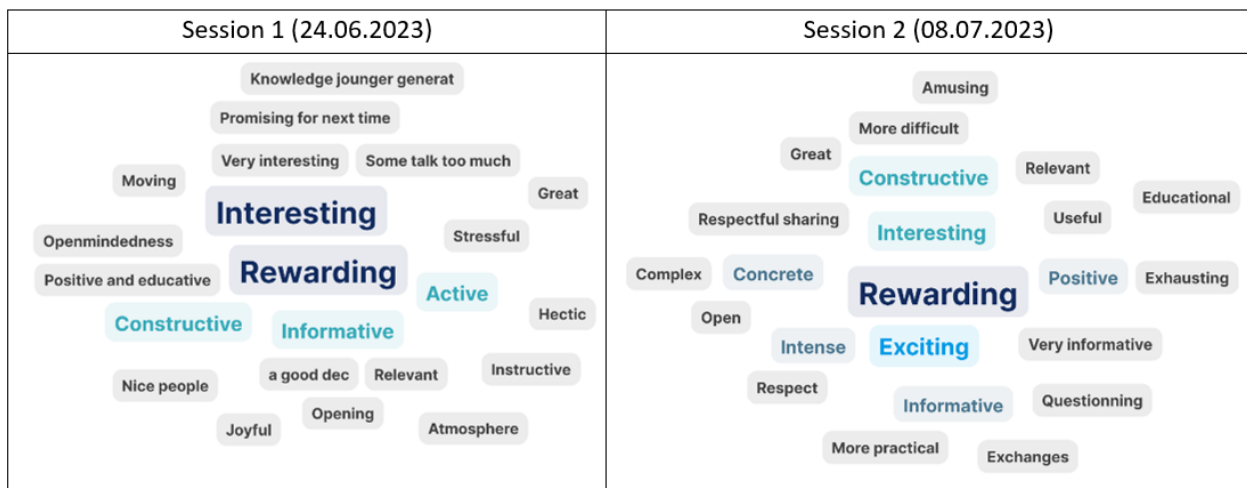 Session 1 (24.06.2023)
Knowledge jounger generat
Promising for next time
Very interesting
Some talk too much
Moving
Great
Interesting
Stressful
Openmindedness
Rewarding
Positive and educative
Active
Hectic
Constructive
Informative
Instructive
a good dec
Relevant
Nice people
Opening
Joyful
Atmosphere
Session 2 (08.07.2023)
Amusing
More difficult
Great
Constructive
Relevant
Educational
Respectful sharing
Useful
Interesting
Complex
Concrete
Positive
Exhausting
Rewarding
Open
Intense
Exciting
Very informative
Respect
Informative
Questionning
More practical
Exchanges